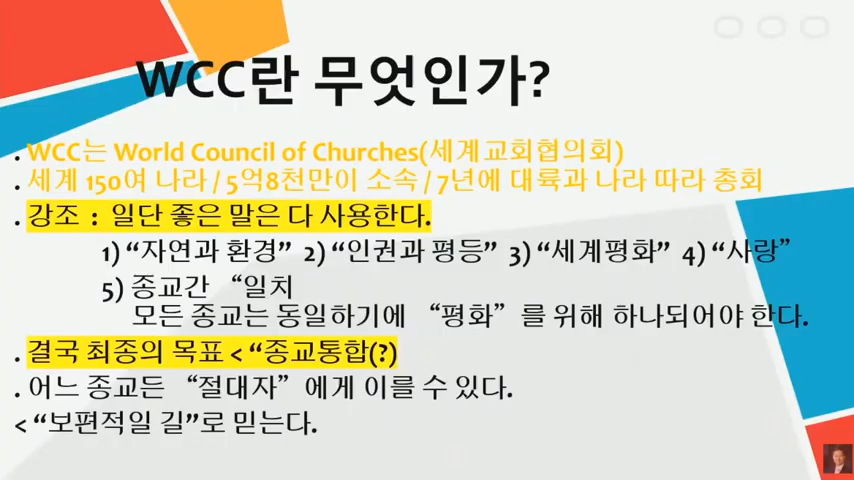 WCC란 무엇인가?
. WCC는 World Council of Churches(세계교회협의회)
. 세계 150여 나라 / 5억8천만이 소속 / 7년에 대륙과 나라 따라 총회
. 강조 : 일단 좋은 말은 다 사용한다.
1) “자연과 환경” 2) “인권과 평등” 3) “세계평화” 4) “사랑”
5) 종교간 “일치
모든 종교는 동일하기에 “평화”를 위해 하나되어야 한다.
. 결국 최종의 목표 < “종교통합(?)
. 어느 종교든 “절대자”에게 이를 수 있다.
< “보편적일 길”로 믿는다.